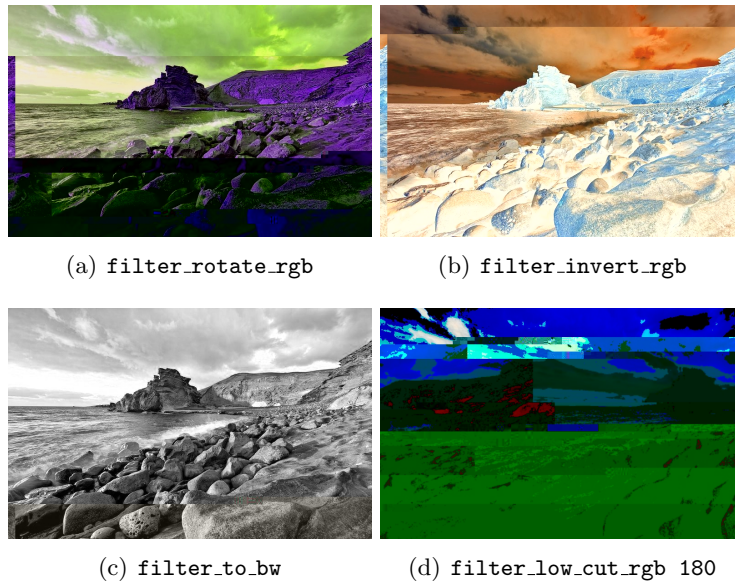 (a) filter_rotate_rgb
(b) filter_invert_rgb
(c) filter_to_bw
(d) filter_low_cut_rgb 180